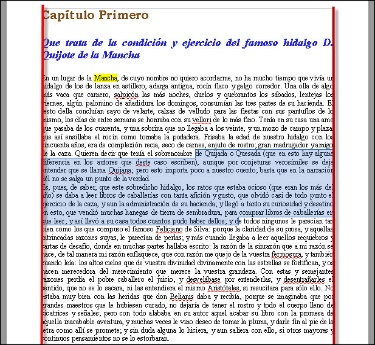 Capítulo Primero
Que trata de la condición y ejercicio del famoso hidalgo D.
Quijote de la Mancha
En un lugar de la Mancha, de cuyo nombre no quiero acordarme, no ha mucho tiempo que vivía un
hidalgo de los de lanza en astillero, adarga antigua, rocín flaco y galgo corredor. Una olla de algo
más vaca que carnero, salpicón las más noches, duelos y quebrantos los sábados, lentejas los
viernes, algún palomino de añadidura los domingos, consumían las tres partes de su hacienda. El
resto della concluían sayo de velarte, calzas de velludo para las fiestas con sus pantuflos de lo
mismo, los días de entre semana se honraba con su vellori de lo más fino. Tenía en su casa una ama
que pasaba de los cuarenta, y una sobrina que no llegaba a los veinte, y un mozo de campo y plaza,
que así ensillaba el rocín como tomaba la podadera. Frisaba la edad de nuestro hidalgo con los
cincuenta años, era de complexión recia, seco de carnes, enjuto de rostro; gran madrugador y amigo
de la caza. Quieren decir que tenía el sobrenombre de Quijada o Quesada (que en esto hay alguna
diferencia en los autores que deste caso escriben), aunque por conjeturas verosímiles se deja
entender que se llama Quijana; pero esto importa poco a nuestro cuento; basta que en la narración
dél no se salga un punto de la verdad.
Es, pues, de saber, que este sobredicho hidalgo, los ratos que estaba ocioso (que eran los más del
año) se daba a leer libros de caballerías con tanta afición y gusto, que olvidó casi de todo punto el
ejercicio de la caza, y aun la administración de su hacienda; y llegó a tanto su curiosidad y desatino
en esto, que vendió muchas hanegas de tierra de sembradura, para comprar libros de caballerías en
que leer; y así llevó a su casa todos cuantos pudo haber dellos; y de todos ningunos le parecían tan
bien como los que compuso el famoso Feliciano de Silva: porque la claridad de su prosa, y aquellas
intrincadas razones suyas, le parecían de perlas; y más cuando llegaba a leer aquellos requiebros y
cartas de desafío, donde en muchas partes hallaba escrito: la razón de la sinrazón que a mi razón se
hace, de tal manera mi razón enflaquece, que con razón me quejo de la vuestra fermosura, y también
cuando leía: los altos cielos que de vuestra divinidad divinamente con las estrellas se fortifican, y os
hacen merecedora del merecimiento que merece la vuestra grandeza. Con estas y semejantes
razones perdía el pobre caballero el juicio, y desvelábase por entenderlas, y desentrañarles el
sentido, que no se lo sacara, ni las entendiera el mismo Aristóteles, si resucitara para sólo ello. No
estaba muy bien con las heridas que don Belianis daba y recibía, porque se imaginaba que por
grandes maestros que le hubiesen curado, no dejaría de tener el rostro y todo el cuerpo lleno de
cicatrices y señales; pero con todo alababa en su autor aquel acabar su libro con la promesa de
aquella inacabable aventura, y muchas veces le vino deseo de tomar la pluma, y darle fin al pie de la
letra como allí se promete; y sin duda alguna lo hiciera, y aun saliera con ello, si otros mayores y
continuos pensamientos no se lo estorbaran.